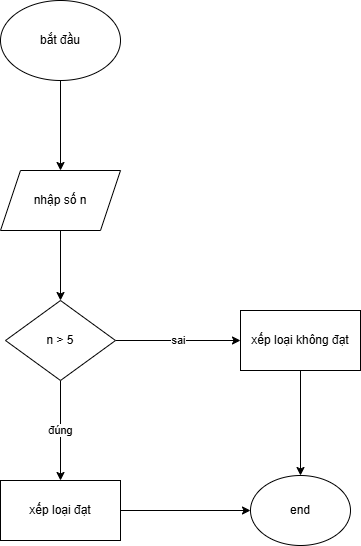 bắt đầu
nhập số n
n > 5
sai
xếp loại không đạt
đúng
xếp loại đạt
end